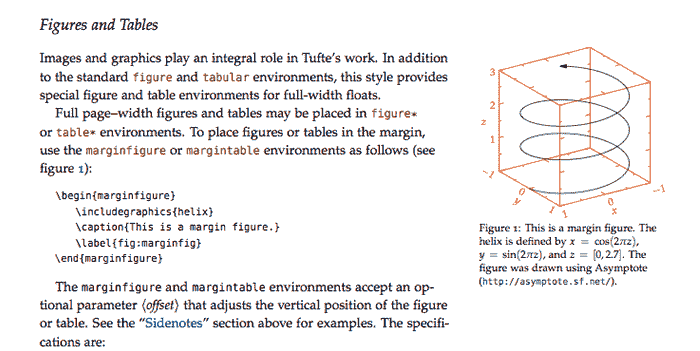 Figures and Tables
Images and graphics play an integral role in Tufte's work. In addition
to the standard figure and tabular environments, this style provides
special figure and table environments for full-width floats.
Full page–width figures and tables may be placed in figure*
or table* environments. To place figures or tables in the margin,
use the marginfigure or margintable environments as follows (see
figure 1):
\begin{marginfigure}
\includegraphics{helix}
\caption{This is a margin figure.}
\label{fig:marginfig}
\end{marginfigure}
The marginfigure and margintable environments accept an op-
tional parameter ⟨offset⟩ that adjusts the vertical position of the figure
or table. See the “Sidenotes” section above for examples. The specifi-
cations are:
3
2
z
1
−1
0
y
1
1
0
x
−1
Figure 1: This is a margin figure. The
helix is defined by x = cos(2πz),
y = sin(2πz), and z = [0, 2.7]. The
figure was drawn using Asymptote
(http://asymptote.sf.net/).